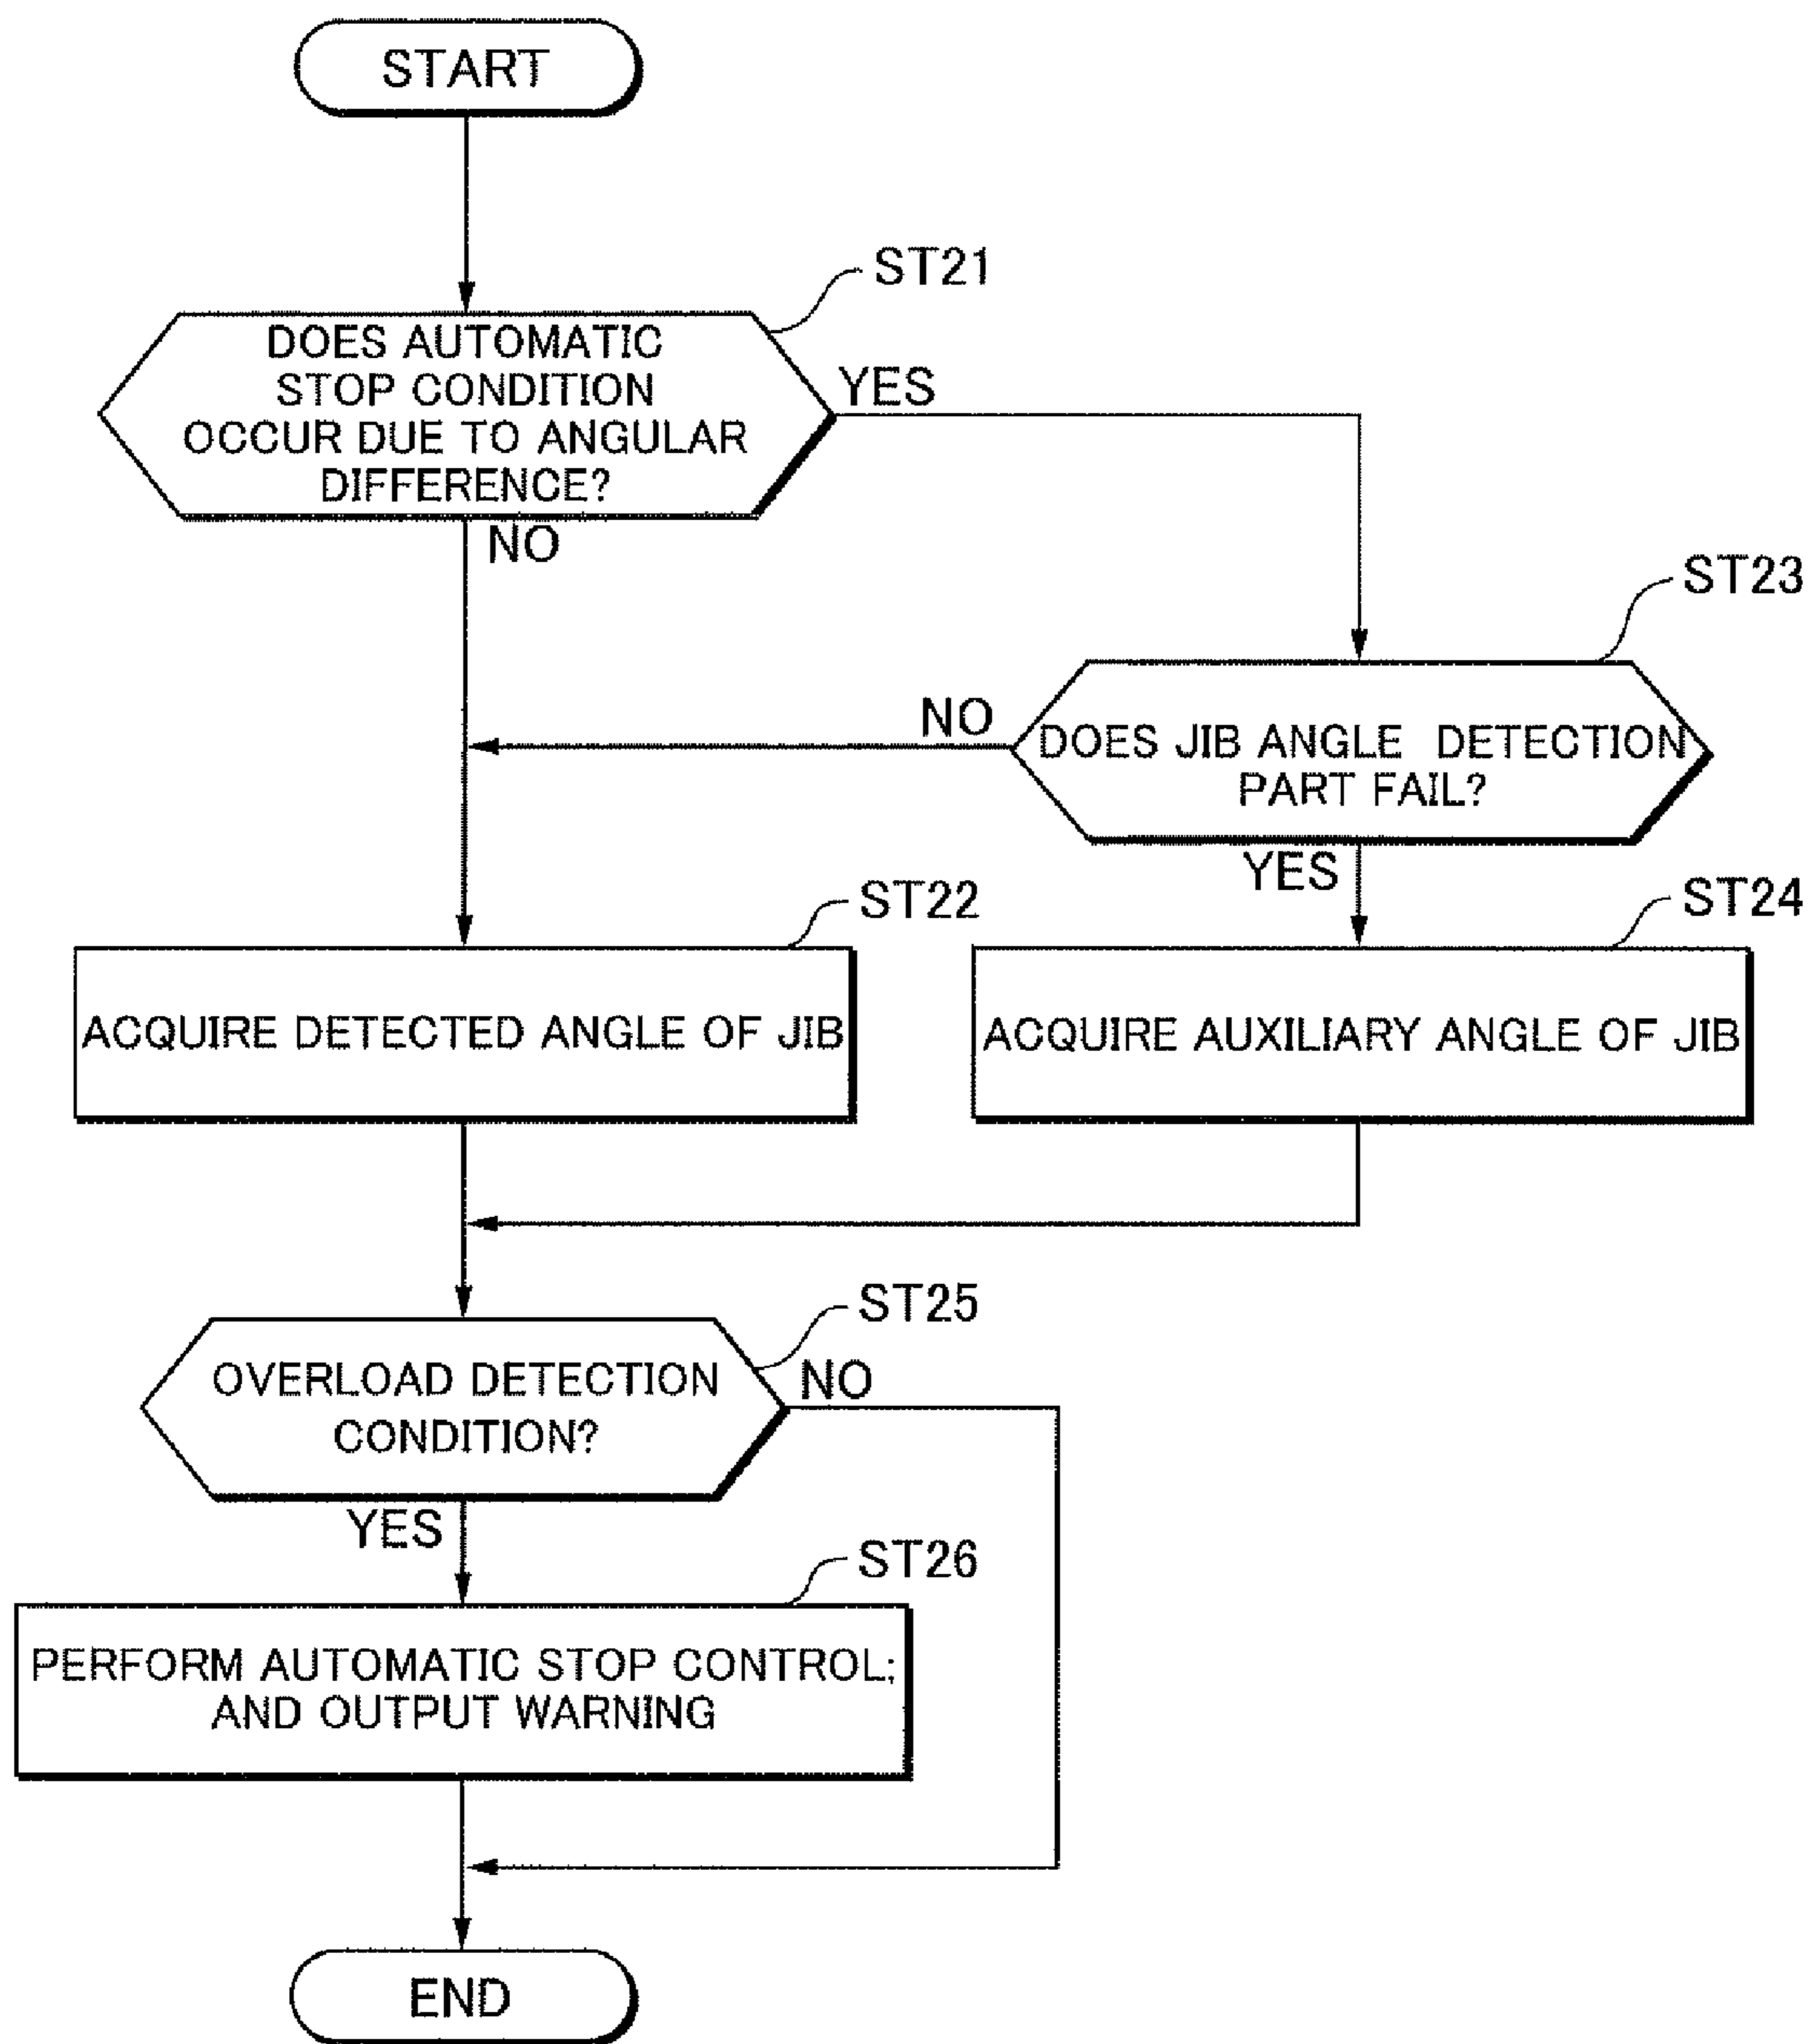 START
ST21
DOES AUTOMATIC
STOP CONDITION
OCCUR DUE TO ANGULAR
DIFFERENCE?
YES
NO
ST23
NO
DOES JIB ANGLE DETECTION
PART FAIL?
YES
ST22
ST24
ACQUIRE DETECTED ANGLE OF JIB
ACQUIRE AUXILIARY ANGLE OF JIB
ST25
OVERLOAD DETECTION
CONDITION?
NO
YES
ST26
PERFORM AUTOMATIC STOP CONTROL;
AND OUTPUT WARNING
END